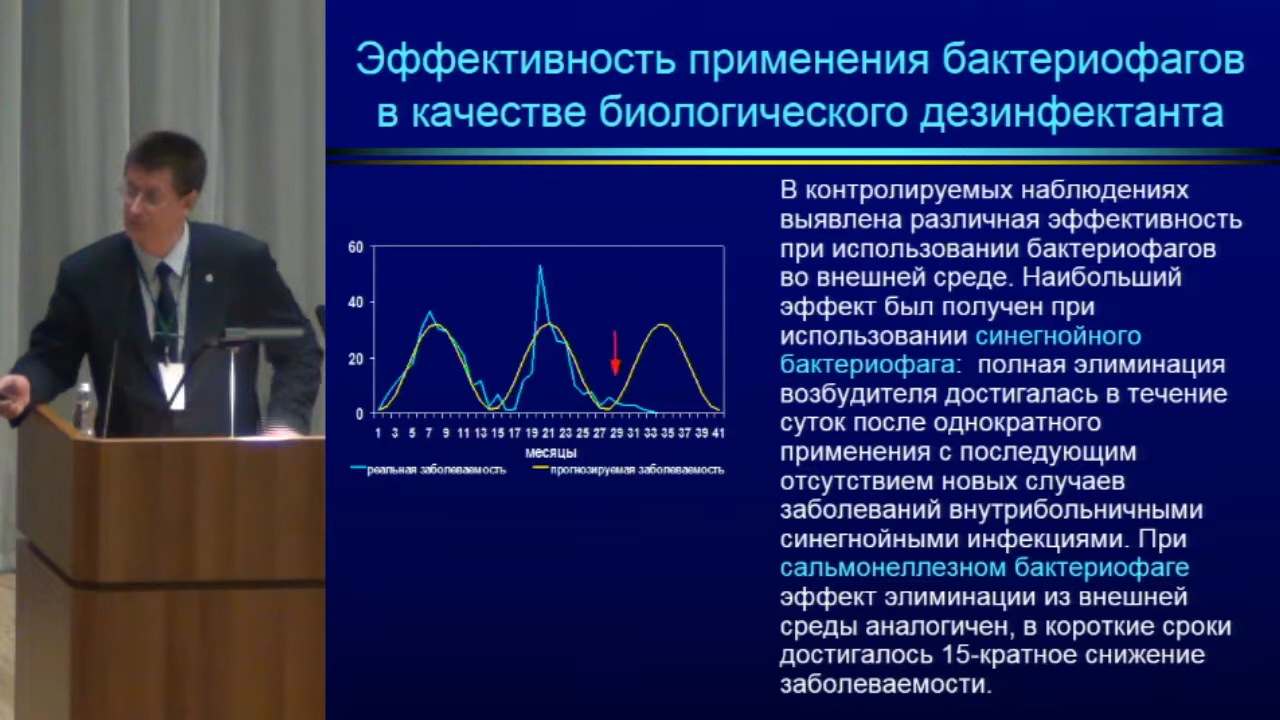 Эффективность применения бактериофагов
в качестве биологического дезинфектанта
60
40
20
0
1 3 5 7 9 11 13 15 17 19 21 23 25 27 29 31 33 35 37 39 41
месяцы
реальная заболеваемость прогнозируемая заболеваемость
В контролируемых наблюдениях
выявлена различная эффективность
при использовании бактериофагов
во внешней среде. Наибольший
эффект был получен при
использовании синегнойного
бактериофага: полная элиминация
возбудителя достигалась в течение
суток после однократного
применения с последующим
отсутствием новых случаев
заболеваний внутрибольничными
синегнойными инфекциями. При
сальмонеллезном бактериофаге
эффект элиминации из внешней
среды аналогичен, в короткие сроки
достигалось 15-кратное снижение
заболеваемости.